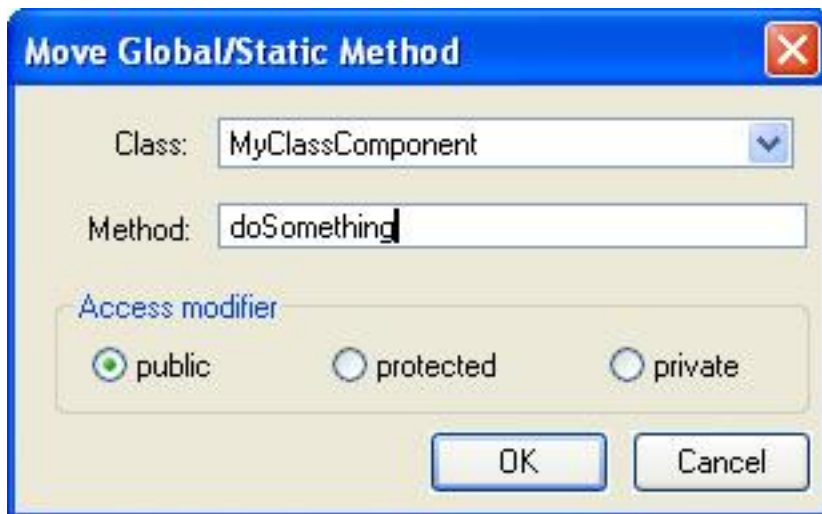 Move Global/Static Method
Class: MyClassComponent
Method: doSomething
Access modifier
public protected private
OK Cancel